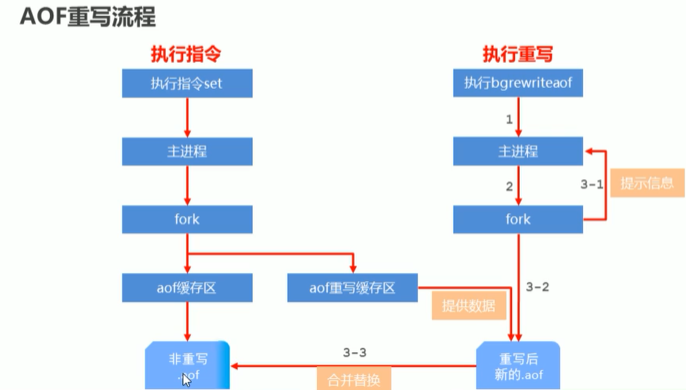 AOF重写流程
执行指令
执行重写
执行指令set
执行bgrewriteaof
1
主进程
主进程
2
3-1
提示信息
fork
fork
aof缓存区
aof重写缓存区
3-2
提供数据
非重写
.aof
3-3
合并替换
重写后
新的.aof